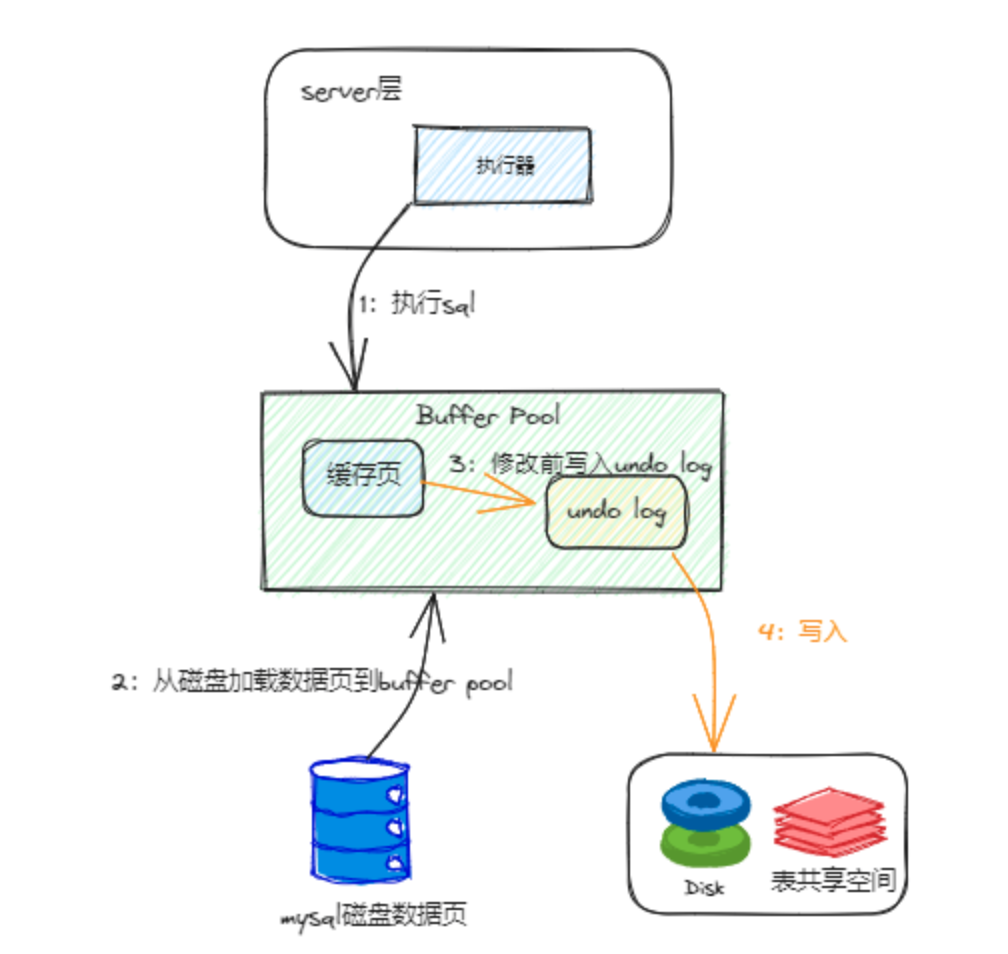 server层
执行器
1：执行sql
Buffer Pool
缓存页
3：修改前写入undo log
undo log
4：写入
2：从磁盘加载数据页到buffer pool
Disk
表共享空间
mysql磁盘数据页